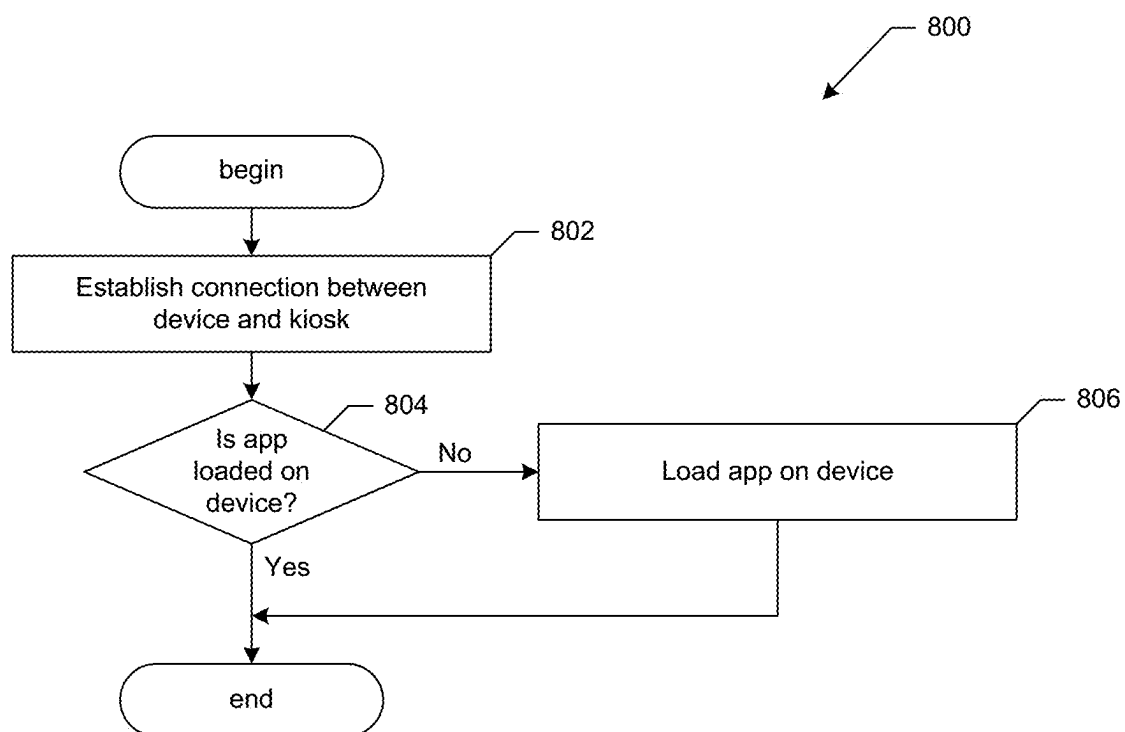 800
begin
802
Establish connection between
device and kiosk
804
Is app
loaded on
device?
No
806
Load app on device
Yes
end